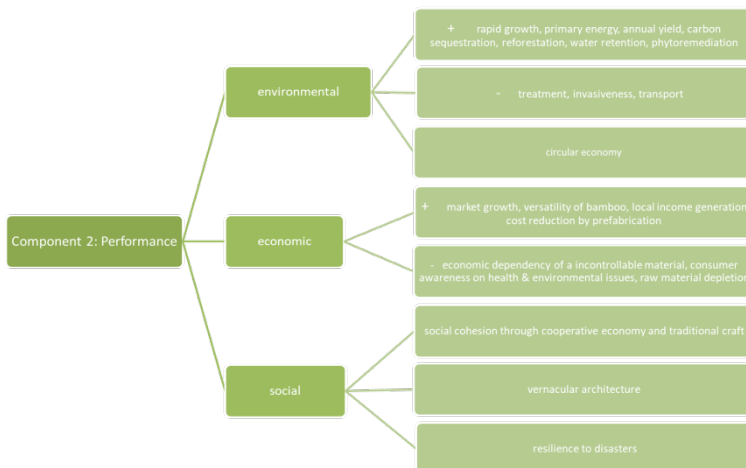 Component 2: Performance
environmental
+ rapid growth, primary energy, annual yield, carbon
sequestration, reforestation, water retention, phytoremediation
- treatment, invasiveness, transport
circular economy
economic
+ market growth, versatility of bamboo, local income generation
cost reduction by prefabrication
- economic dependency of a incontrollable material, consumer
awareness on health & environmental issues, raw material depletion
social
social cohesion through cooperative economy and traditional craft
vernacular architecture
resilience to disasters